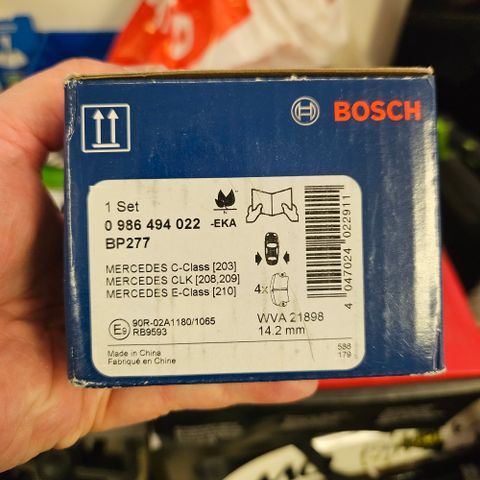 BOSCH
1 Set
0 986 494 022 -EKA
BP277
MERCEDES C-Class [203]
MERCEDES CLK [208,209]
MERCEDES E-Class [210]
4x
WVA 21898
14.2 mm
E9 90R-02A1180/1065
RB9593
Made in China
Fabriqué en Chine
588
179
4 047024 022911